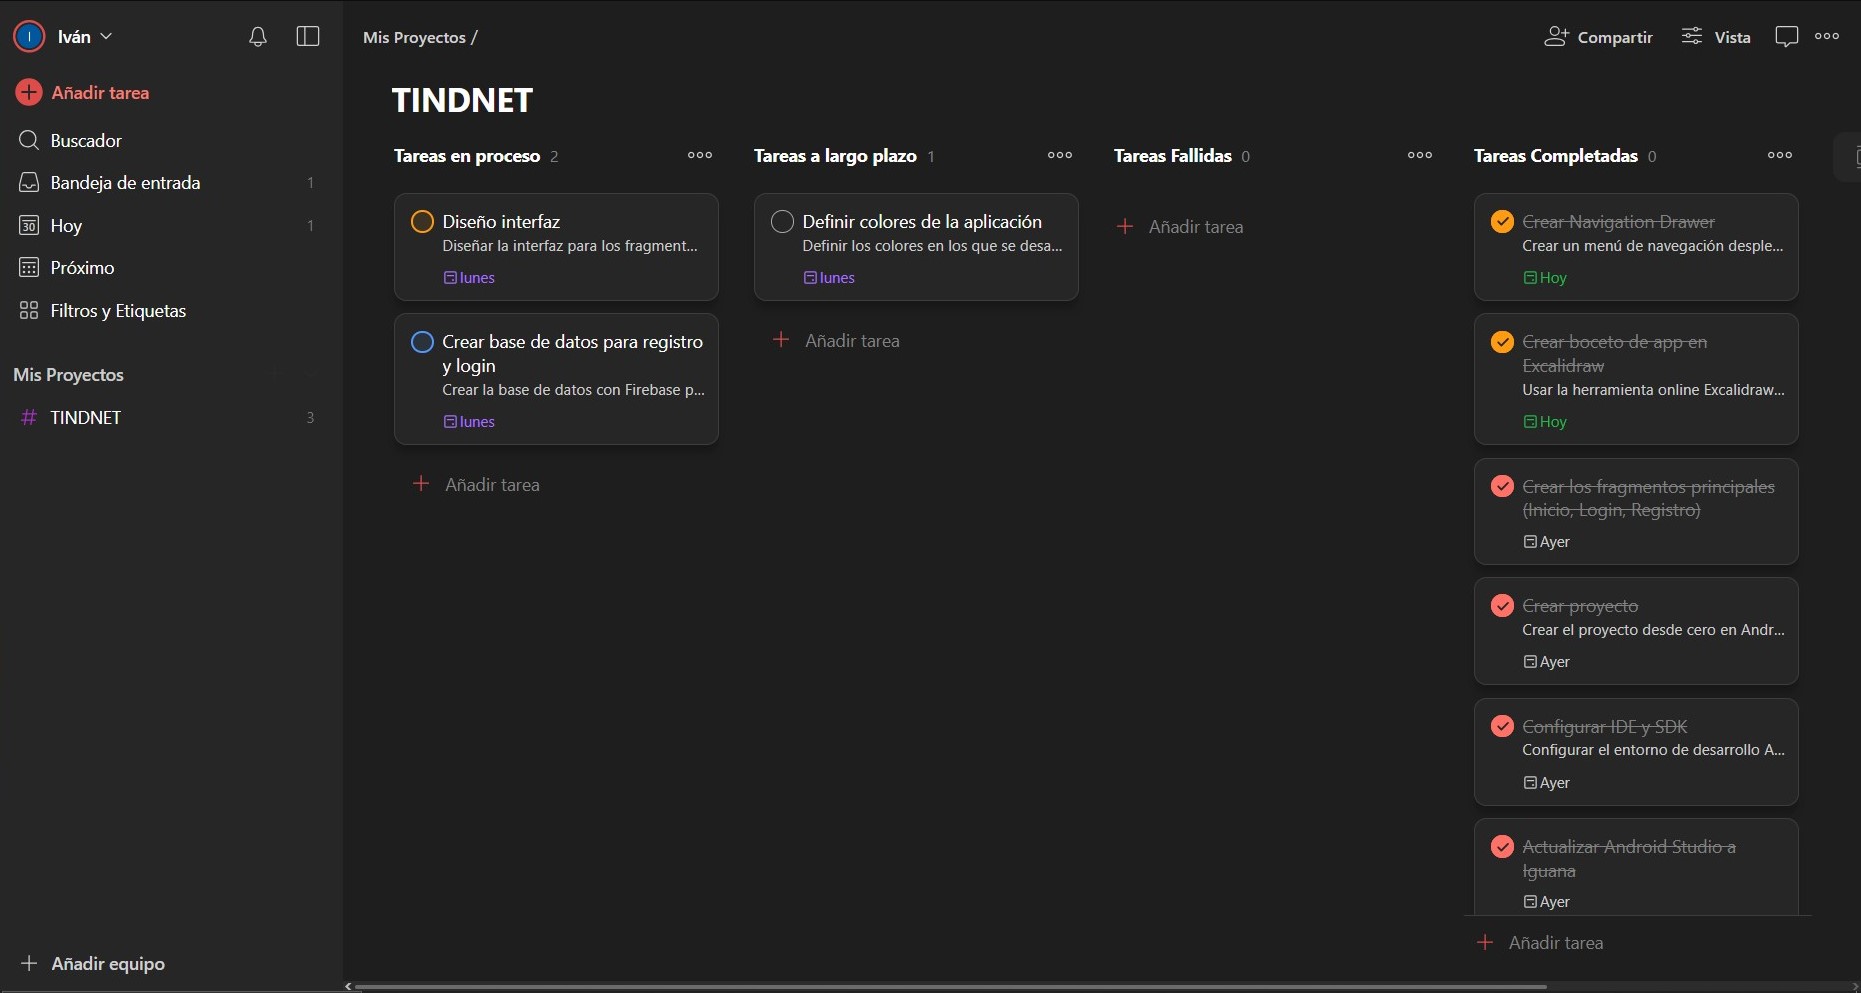 I
Iván
Añadir tarea
Buscador
Bandeja de entrada 1
30 Hoy 1
Próximo
Filtros y Etiquetas
Mis Proyectos
# TINDNET 3
Añadir equipo
Mis Proyectos /
Compartir
Vista
TINDNET
Tareas en proceso 2
Diseño interfaz
Diseñar la interfaz para los fragment...
lunes
Crear base de datos para registro
y login
Crear la base de datos con Firebase p...
lunes
Añadir tarea
Tareas a largo plazo 1
Definir colores de la aplicación
Definir los colores en los que se desa...
lunes
Añadir tarea
Tareas Fallidas 0
Añadir tarea
Tareas Completadas 0
Crear Navigation Drawer
Crear un menú de navegación desple...
Hoy
Crear boceto de app en
Excalidraw
Usar la herramienta online Excalidraw...
Hoy
Crear los fragmentos principales
(Inicio, Login, Registro)
Ayer
Crear proyecto
Crear el proyecto desde cero en Andr...
Ayer
Configurar IDE y SDK
Configurar el entorno de desarrollo A...
Ayer
Actualizar Android Studio a
Iguana
Ayer
Añadir tarea